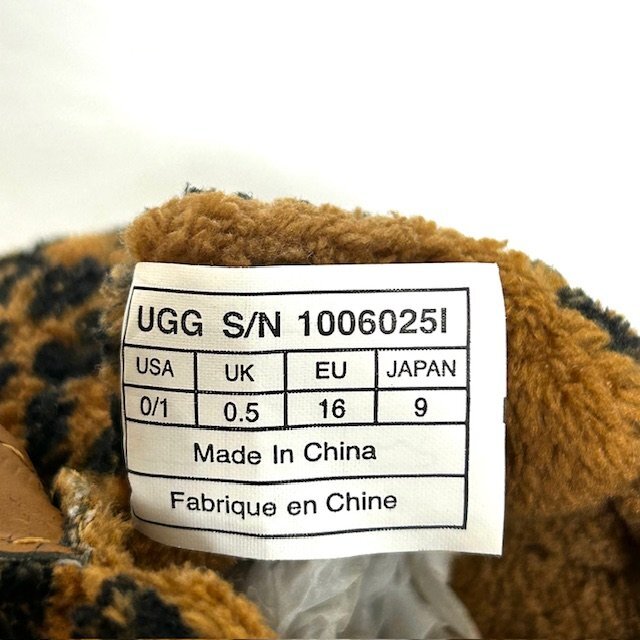 UGG S/N 1006025I
USA UK EU JAPAN
0/1 0.5 16 9
Made In China
Fabrique en Chine